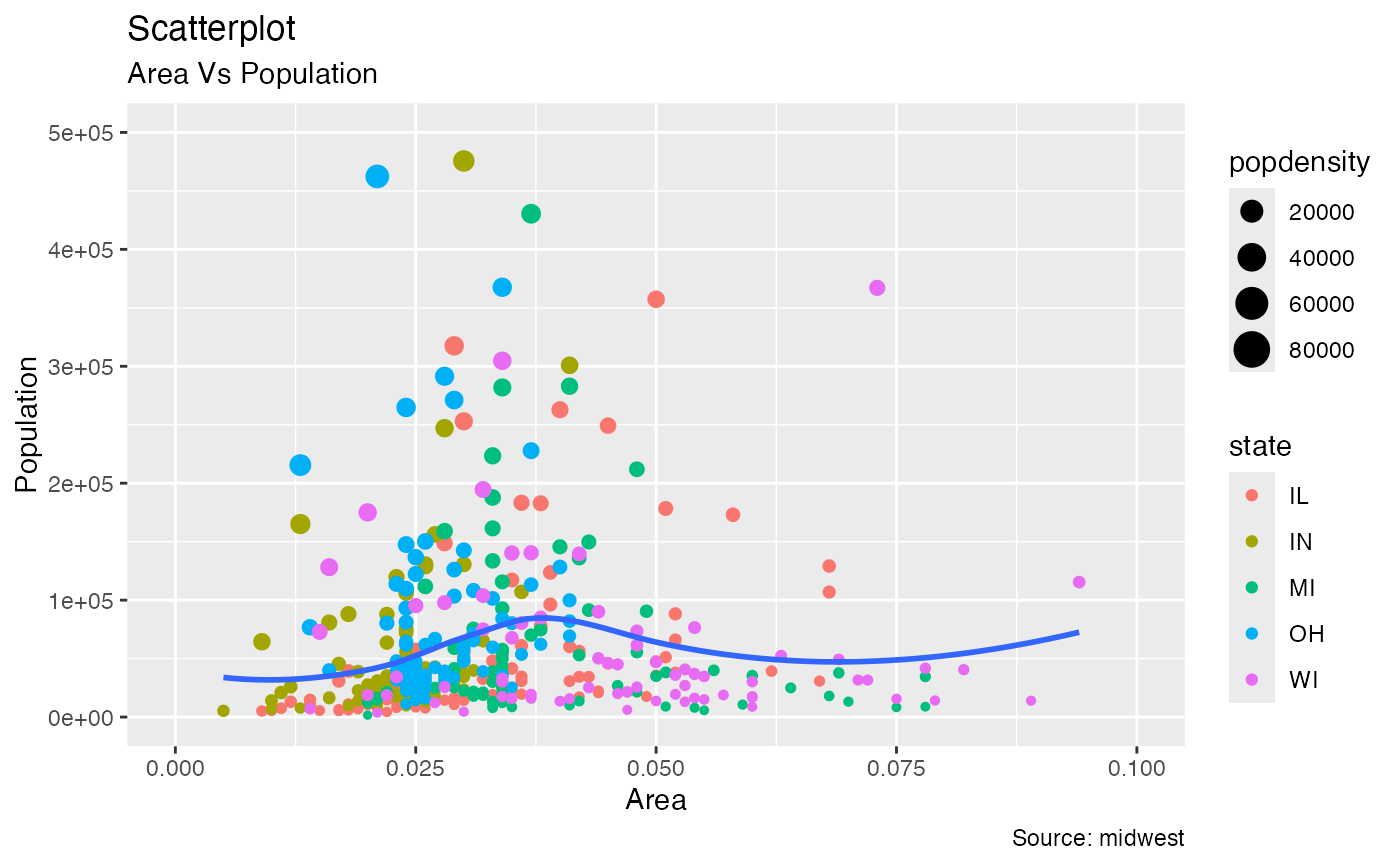 Scatterplot
Area Vs Population
5e+05
4e+05
3e+05
2e+05
1e+05
0e+00
Population
0.000 0.025 0.050 0.075 0.100
Area
popdensity
20000
40000
60000
80000
state
IL
IN
MI
OH
WI
Source: midwest